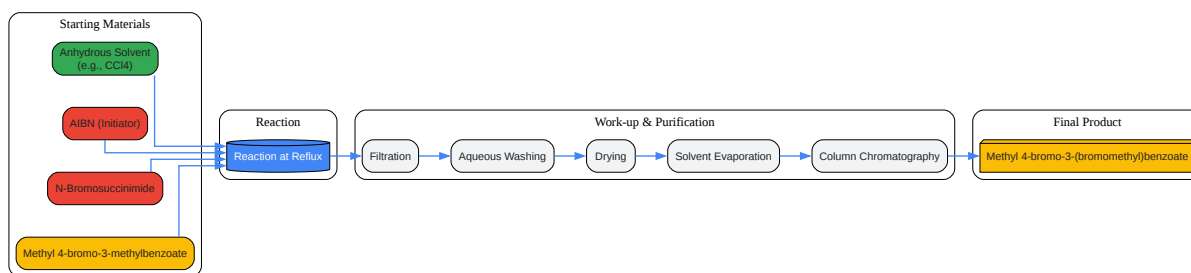 Starting Materials
Anhydrous Solvent
(e.g., CCl4)
AIBN (Initiator)
N-Bromosuccinimide
Methyl 4-bromo-3-methylbenzoate
Reaction
Reaction at Reflux
Work-up & Purification
Filtration
Aqueous Washing
Drying
Solvent Evaporation
Column Chromatography
Final Product
Methyl 4-bromo-3-(bromomethyl)benzoate